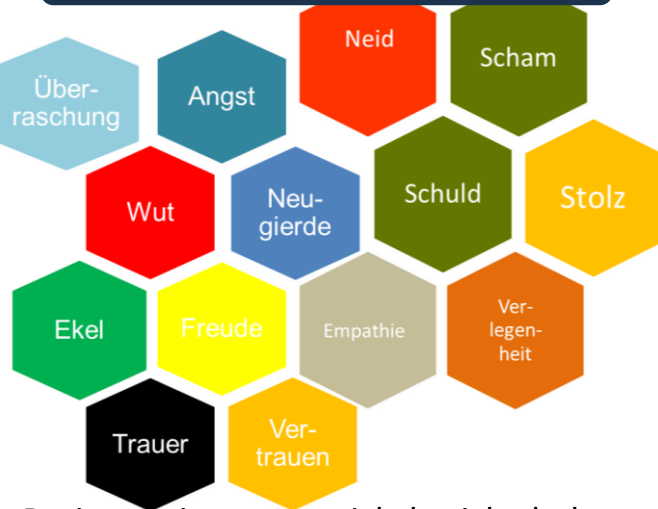 Neid
Scham
Über-
raschung
Angst
Wut
Neu-
gierde
Schuld
Stolz
Ekel
Freude
Empathie
Ver-
legen-
heit
Trauer
Ver-
trauen